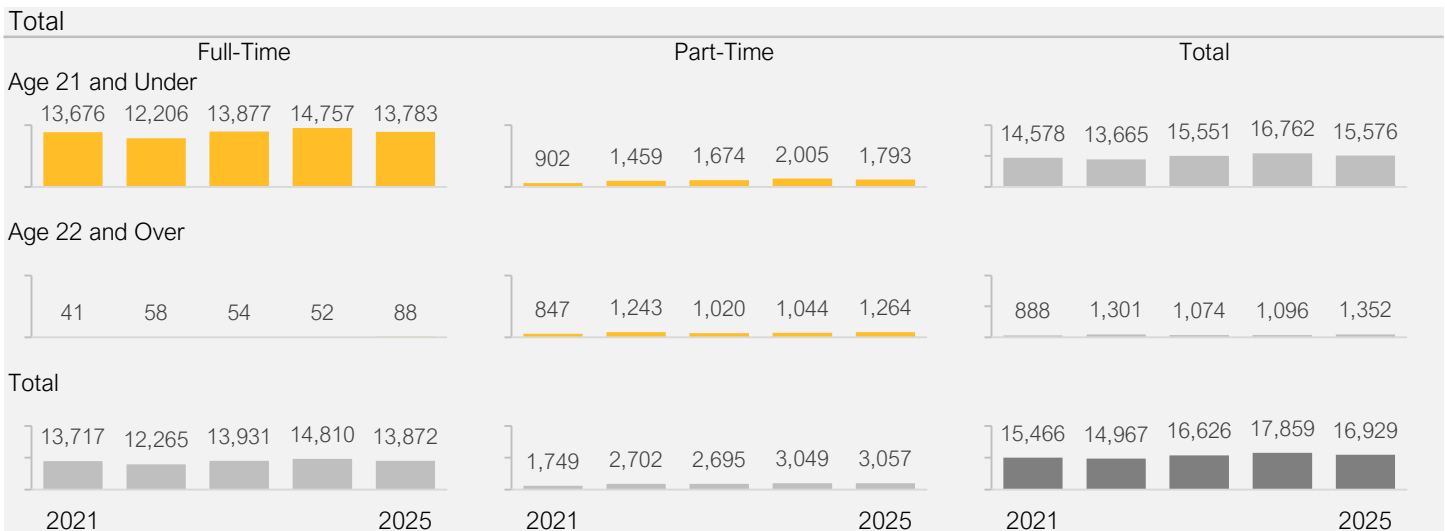 Total
Full-Time Part-Time Total
Age 21 and Under
13,676 12,206 13,877 14,757 13,783 902 1,459 1,674 2,005 1,793 14,578 13,665 15,551 16,762 15,576
Age 22 and Over
41 58 54 52 88 847 1,243 1,020 1,044 1,264 888 1,301 1,074 1,096 1,352
Total
13,717 12,265 13,931 14,810 13,872 1,749 2,702 2,695 3,049 3,057 15,466 14,967 16,626 17,859 16,929
2021 2025 2021 2025 2021 2025